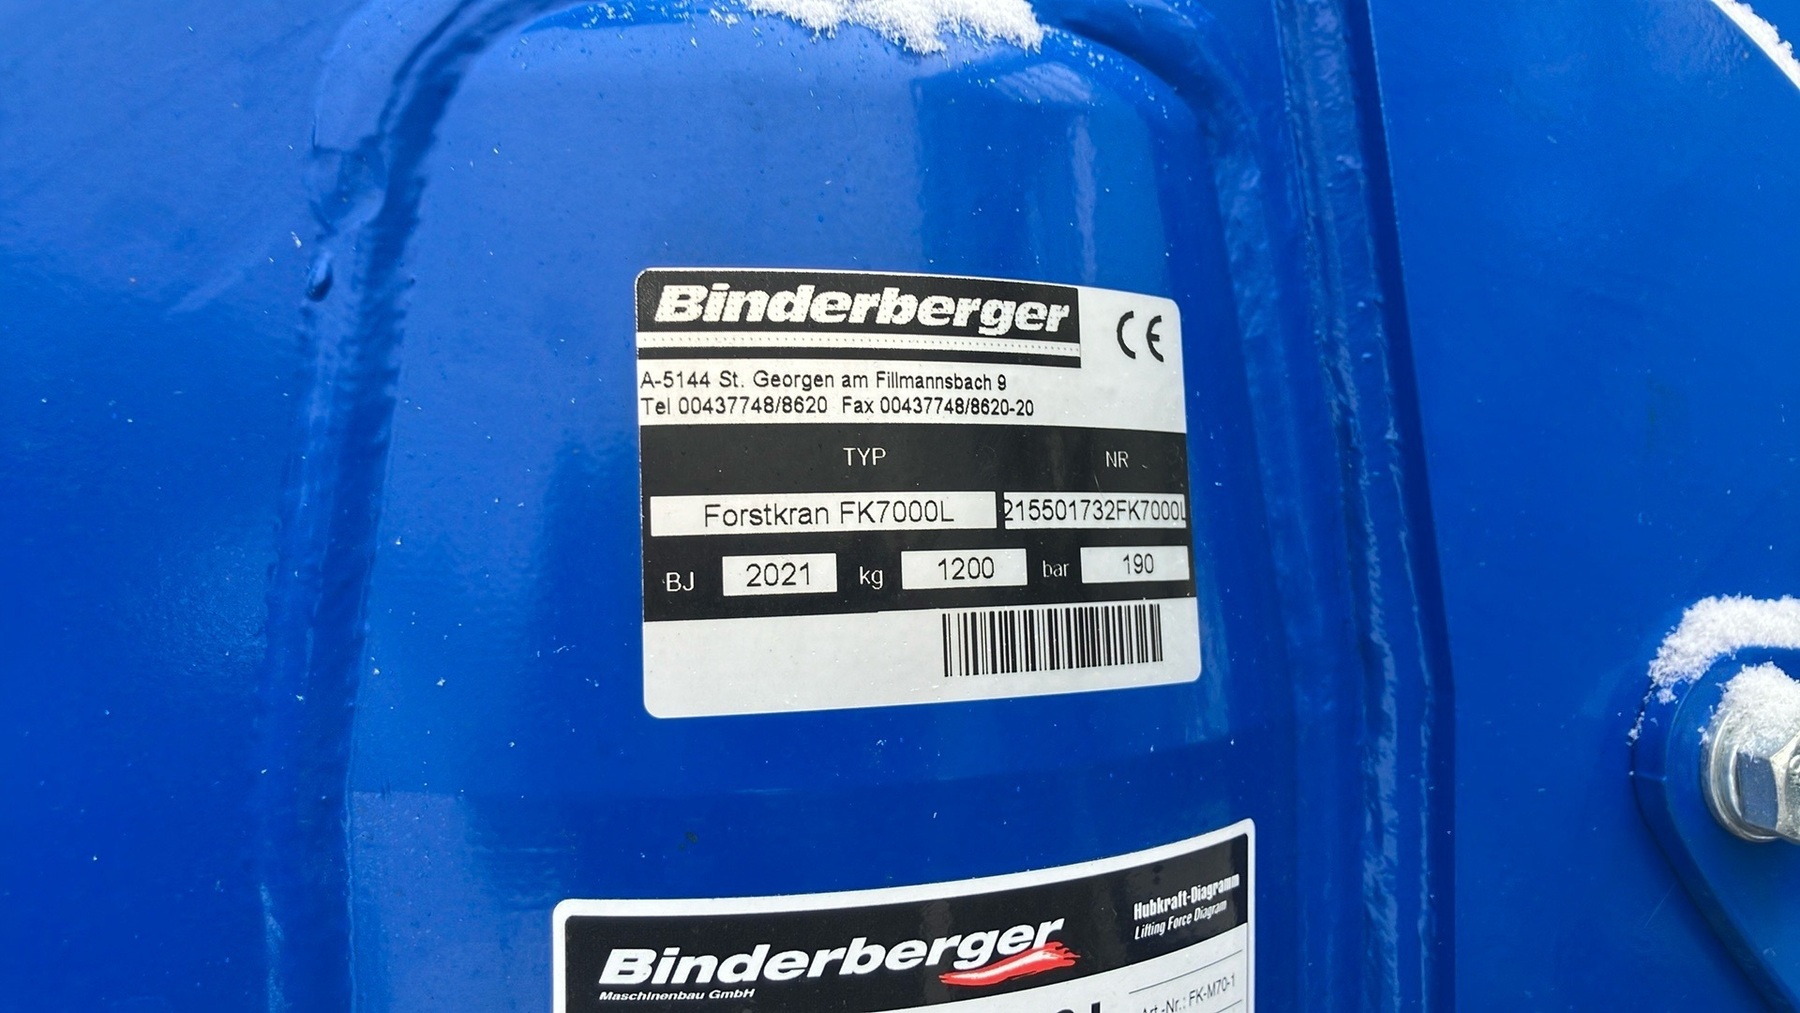 Binderberger
CE
A-5144 St. Georgen am Fillmannsbach 9
Tel 00437748/8620 Fax 00437748/8620-20
TYP NR
Forstkran FK7000L 215501732FK7000L
BJ 2021 kg 1200 bar 190
Binderberger
Maschinenbau GmbH
Hubkraft-Diagramm
Lifting Force Diagram
Art.-Nr.: FK-M70-1